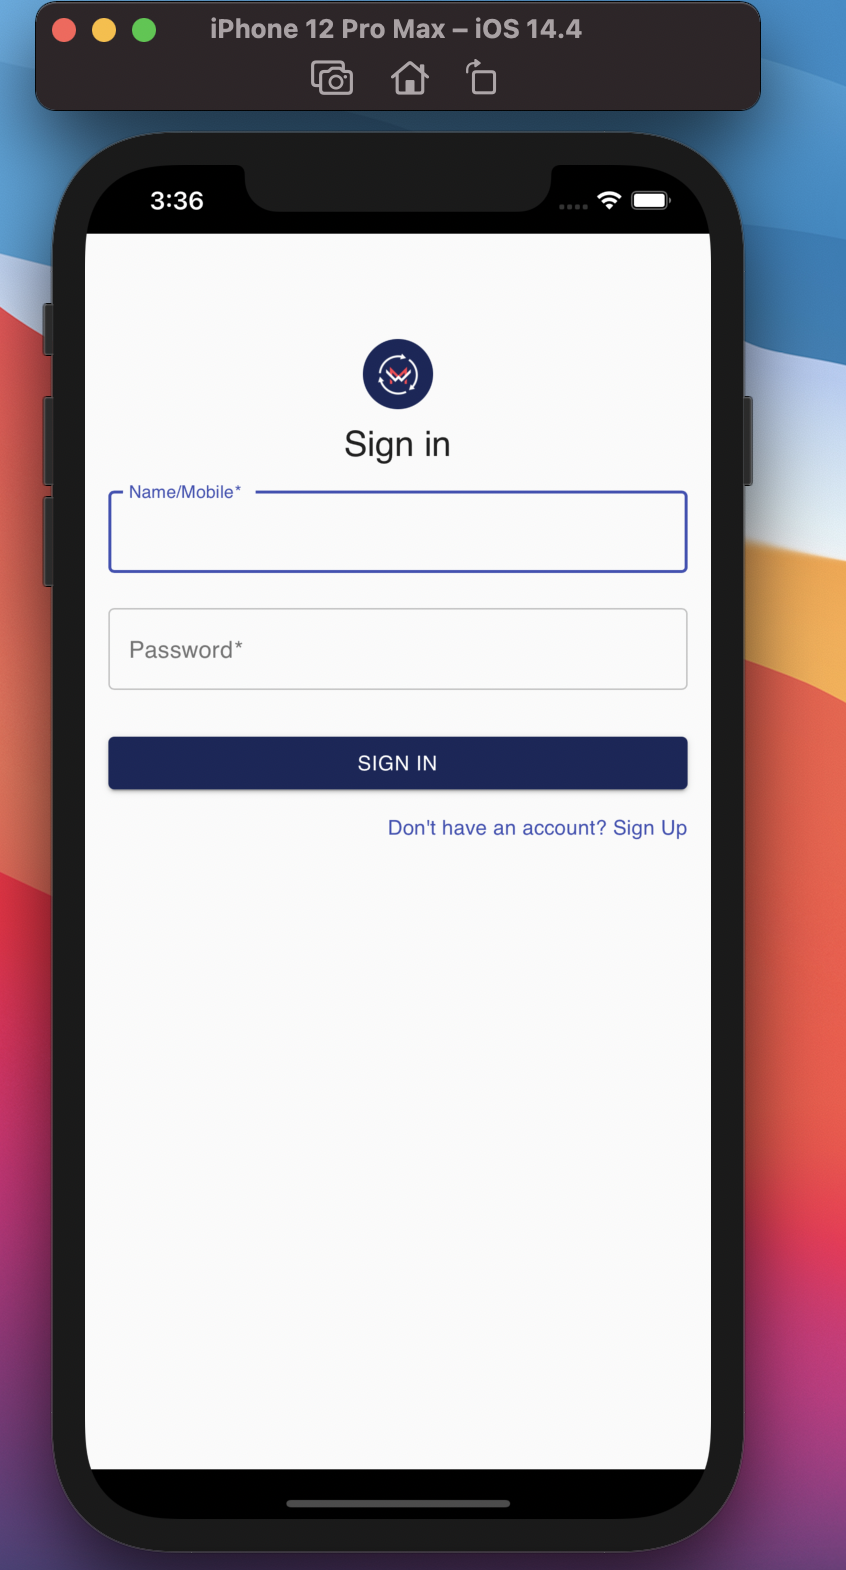 iPhone 12 Pro Max – iOS 14.4
3:36
Sign in
Name/Mobile*
Password*
SIGN IN
Don't have an account? Sign Up